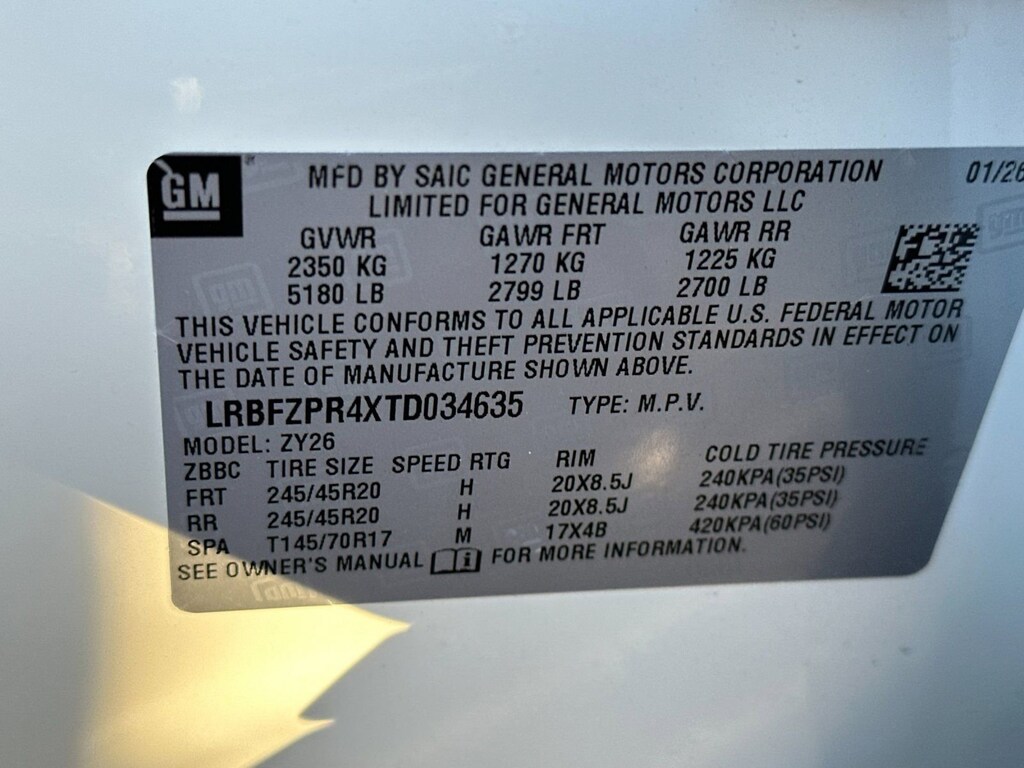 GM
MFD BY SAIC GENERAL MOTORS CORPORATION 01/26
LIMITED FOR GENERAL MOTORS LLC
GVWR GAWR FRT GAWR RR
2350 KG 1270 KG 1225 KG
5180 LB 2799 LB 2700 LB
THIS VEHICLE CONFORMS TO ALL APPLICABLE U.S. FEDERAL MOTOR
VEHICLE SAFETY AND THEFT PREVENTION STANDARDS IN EFFECT ON
THE DATE OF MANUFACTURE SHOWN ABOVE.
LRBFZPR4XTD034635 TYPE: M.P.V.
MODEL: ZY26
ZBBC TIRE SIZE SPEED RTG RIM COLD TIRE PRESSURE
FRT 245/45R20 H 20X8.5J 240KPA(35PSI)
RR 245/45R20 H 20X8.5J 240KPA(35PSI)
SPA T145/70R17 M 17X4B 420KPA(60PSI)
SEE OWNER'S MANUAL FOR MORE INFORMATION.